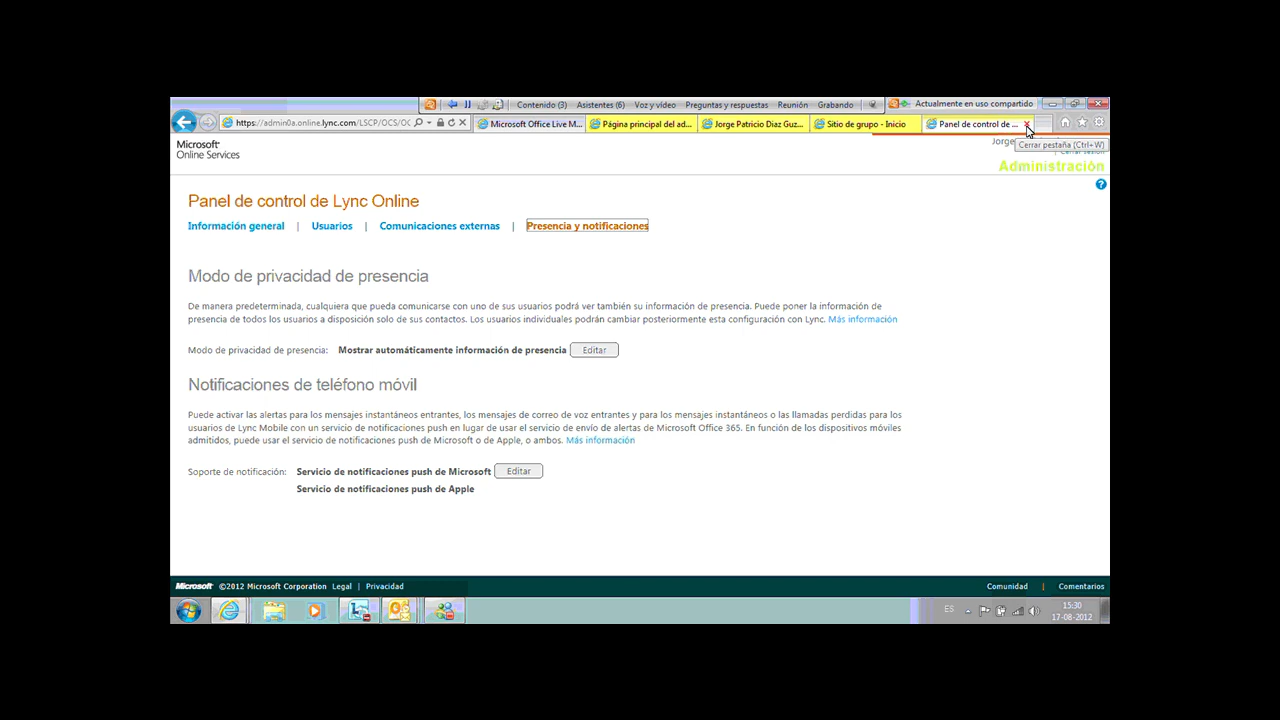 Contenido (3) Asistentes (6) Voz y vídeo Preguntas y respuestas Reunión Grabando Actualmente en uso compartido
https://admin0a.online.lync.com/LSCP/OCS/OC
Microsoft Office Live M... Página principal del ad... Jorge Patricio Diaz Guz... Sitio de grupo - Inicio Panel de control de ...
Microsoft
Online Services
Jorge
Cerrar pestaña (Ctrl+W)
Cerrar sesión
Administración
Panel de control de Lync Online
Información general | Usuarios | Comunicaciones externas | Presencia y notificaciones
Modo de privacidad de presencia
De manera predeterminada, cualquiera que pueda comunicarse con uno de sus usuarios podrá ver también su información de presencia. Puede poner la información de
presencia de todos los usuarios a disposición solo de sus contactos. Los usuarios individuales podrán cambiar posteriormente esta configuración con Lync. Más información
Modo de privacidad de presencia: Mostrar automáticamente información de presencia Editar
Notificaciones de teléfono móvil
Puede activar las alertas para los mensajes instantáneos entrantes, los mensajes de correo de voz entrantes y para los mensajes instantáneos o las llamadas perdidas para los
usuarios de Lync Mobile con un servicio de notificaciones push en lugar de usar el servicio de envío de alertas de Microsoft Office 365. En función de los dispositivos móviles
admitidos, puede usar el servicio de notificaciones push de Microsoft o de Apple, o ambos. Más información
Soporte de notificación: Servicio de notificaciones push de Microsoft Editar
Servicio de notificaciones push de Apple
Microsoft ©2012 Microsoft Corporation Legal | Privacidad Comunidad | Comentarios
ES 15:30
17-08-2012